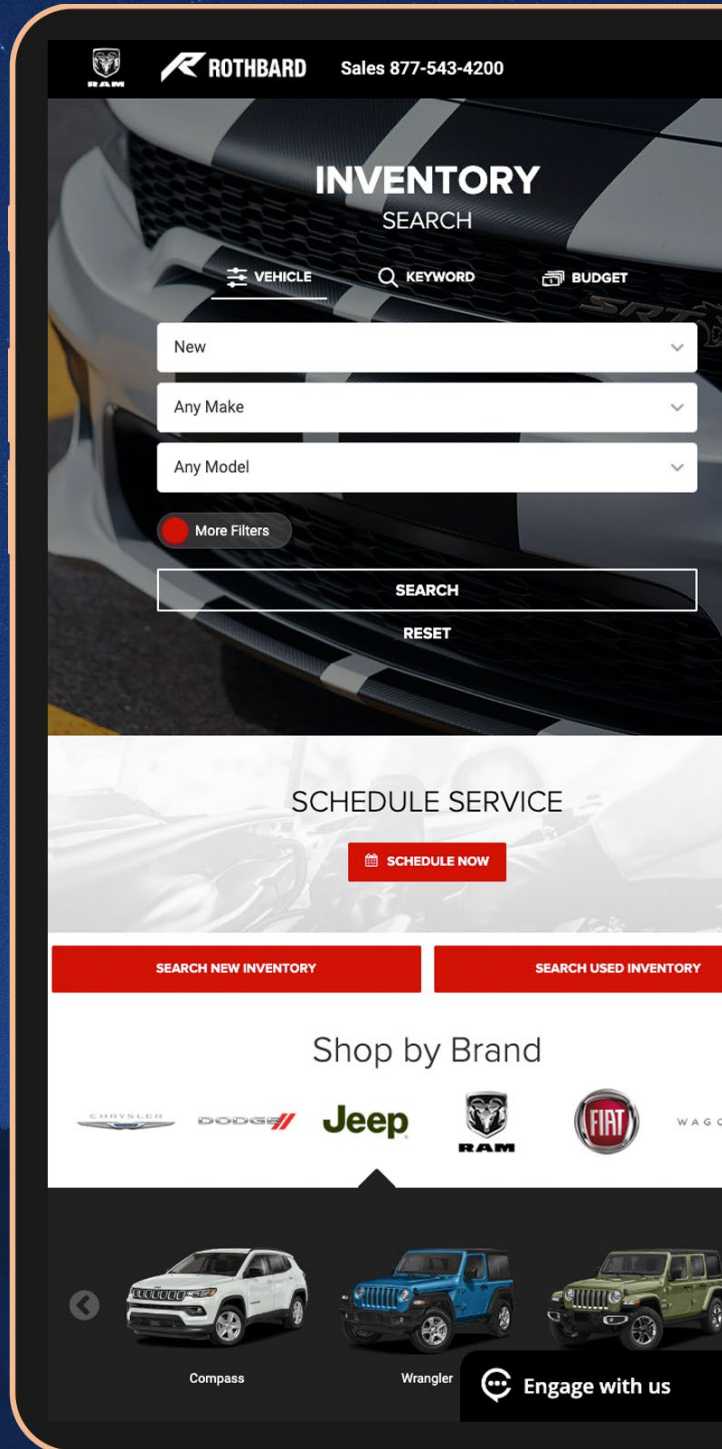 RAM
ROTHBARD
Sales 877-543-4200
INVENTORY
SEARCH
VEHICLE
KEYWORD
BUDGET
SRT
New
Any Make
Any Model
More Filters
SEARCH
RESET
SCHEDULE SERVICE
SCHEDULE NOW
SEARCH NEW INVENTORY
SEARCH USED INVENTORY
Shop by Brand
CHRYSLER
DODGE
Jeep
RAM
FIAT
WAGO
Compass
Wrangler
Engage with us